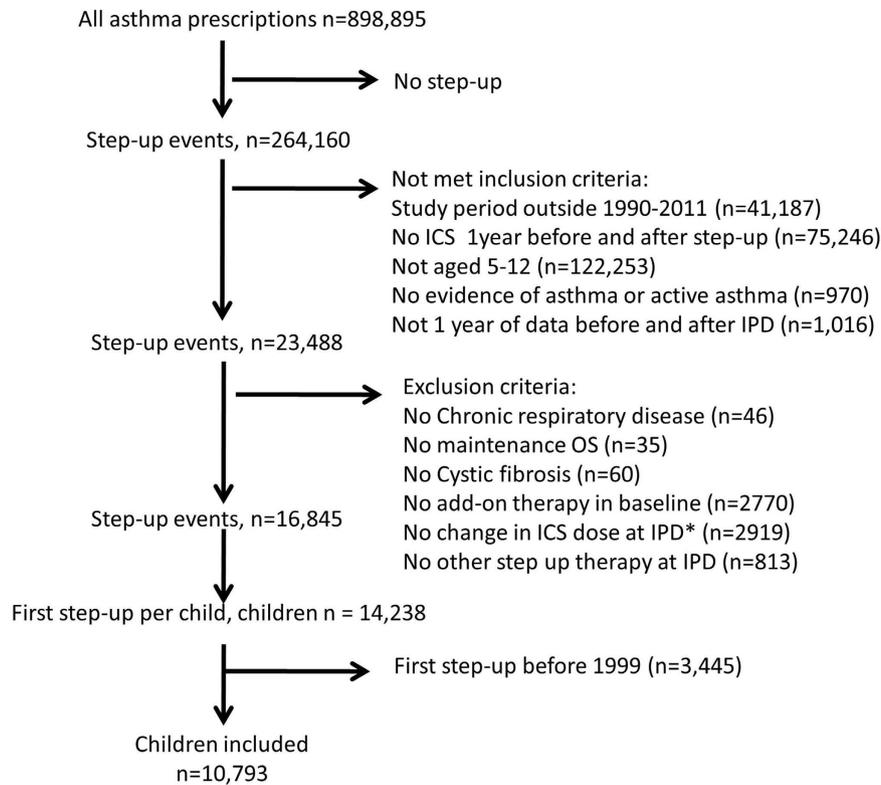 All asthma prescriptions n=898,895
No step-up
Step-up events, n=264,160
Not met inclusion criteria:
Study period outside 1990-2011 (n=41,187)
No ICS 1year before and after step-up (n=75,246)
Not aged 5-12 (n=122,253)
No evidence of asthma or active asthma (n=970)
Not 1 year of data before and after IPD (n=1,016)
Step-up events, n=23,488
Exclusion criteria:
No Chronic respiratory disease (n=46)
No maintenance OS (n=35)
No Cystic fibrosis (n=60)
No add-on therapy in baseline (n=2770)
No change in ICS dose at IPD* (n=2919)
No other step up therapy at IPD (n=813)
Step-up events, n=16,845
First step-up per child, children n = 14,238
First step-up before 1999 (n=3,445)
Children included
n=10,793